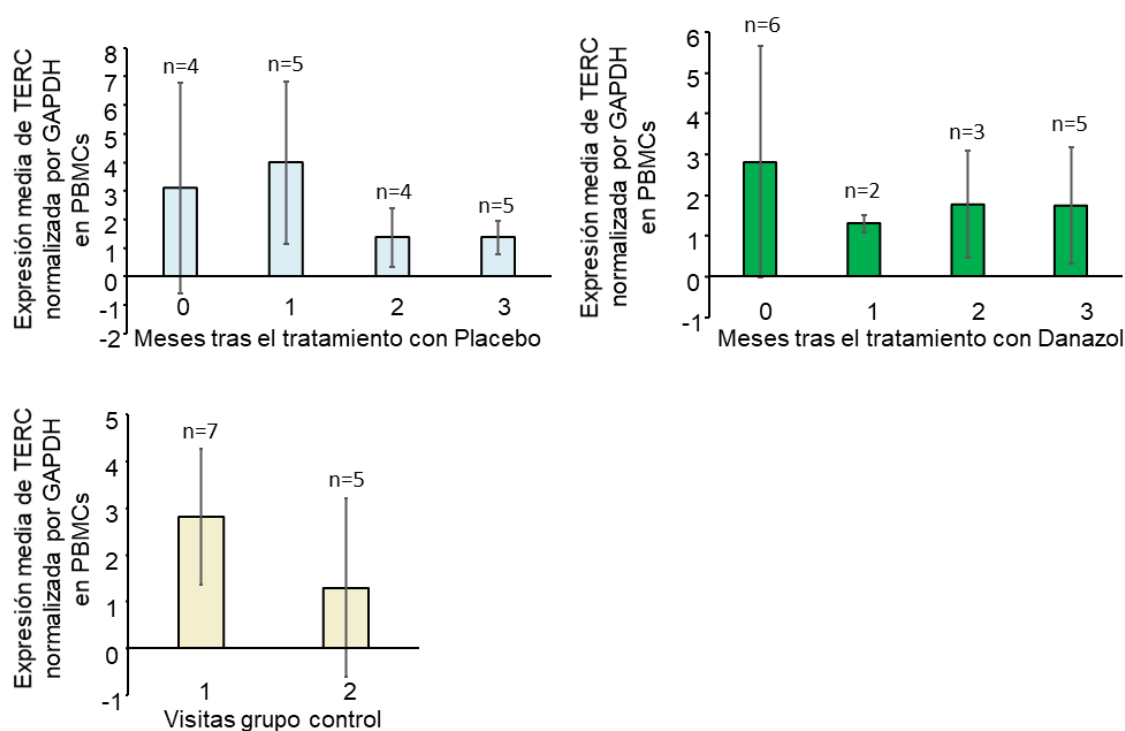 Expresión media de TERC
normalizada por GAPDH
en PBMCs
8
7
6
5
4
3
2
1
0
-1
-2
n=4
n=5
n=4
n=5
0 1 2 3
Meses tras el tratamiento con Placebo
Expresión media de TERC
normalizada por GAPDH
en PBMCs
6
5
4
3
2
1
0
-1
n=6
n=2
n=3
n=5
0 1 2 3
Meses tras el tratamiento con Danazol
Expresión media de TERC
normalizada por GAPDH
en PBMCs
5
4
3
2
1
0
-1
n=7
n=5
1 2
Visitas grupo control